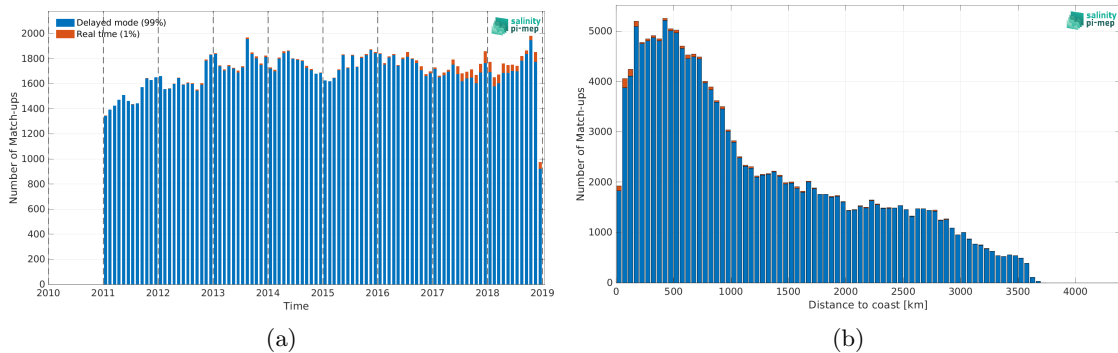 Delayed mode (99%)
Real time (1%)
salinity
pi-mep
2000
1800
1600
1400
1200
1000
800
600
400
200
0
Number of Match-ups
2010 2011 2012 2013 2014 2015 2016 2017 2018 2019
Time
(a)
salinity
pi-mep
5000
4000
3000
2000
1000
0
Number of Match-ups
0 500 1000 1500 2000 2500 3000 3500 4000
Distance to coast [km]
(b)